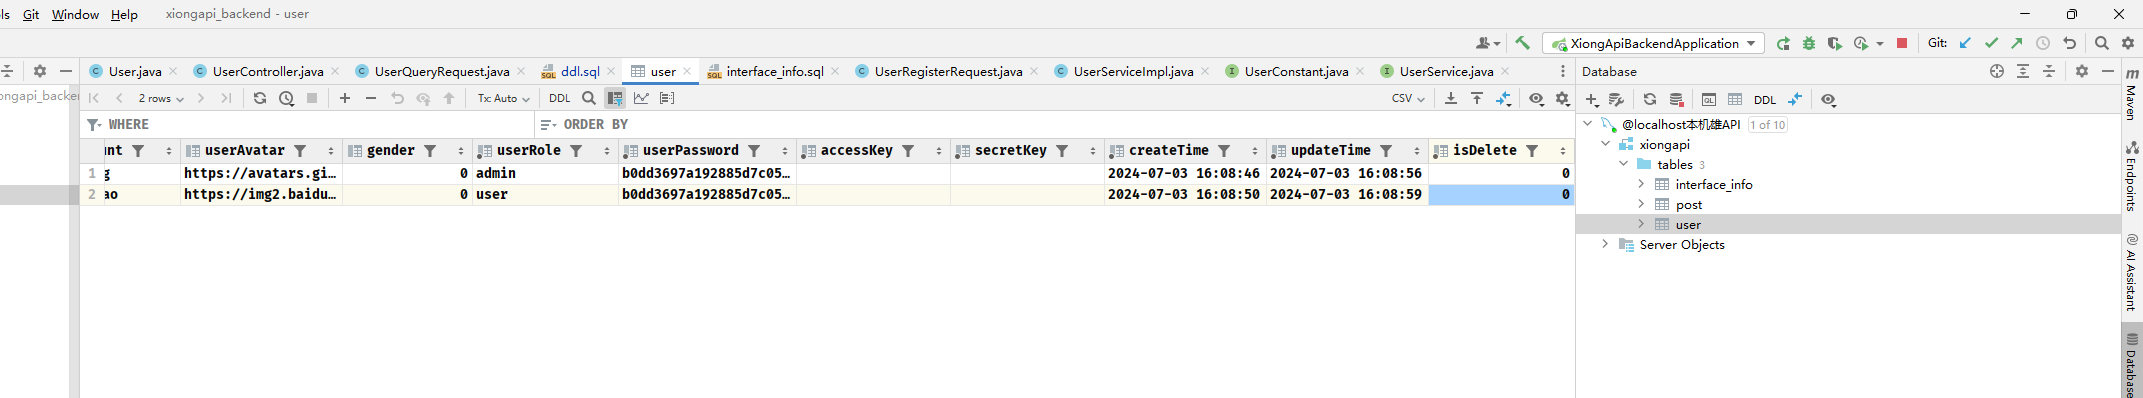 ls Git Window Help xiongapi_backend - user
XiongApiBackendApplication Git:
User.java UserController.java UserQueryRequest.java ddl.sql user interface_info.sql UserRegisterRequest.java UserServiceImpl.java UserConstant.java UserService.java
Database
ongapi_backen
2 rows Tx: Auto DDL CSV
DDL
WHERE ORDER BY
unt userAvatar gender userRole userPassword accessKey secretKey createTime updateTime isDelete
1 g https://avatars.gi… 0 admin b0dd3697a192885d7c05… 2024-07-03 16:08:46 2024-07-03 16:08:56 0
2 ao https://img2.baidu… 0 user b0dd3697a192885d7c05… 2024-07-03 16:08:50 2024-07-03 16:08:59 0
@localhost本机雄API 1 of 10
xiongapi
tables 3
interface_info
post
user
Server Objects
Maven
Endpoints
AI Assistant
Database